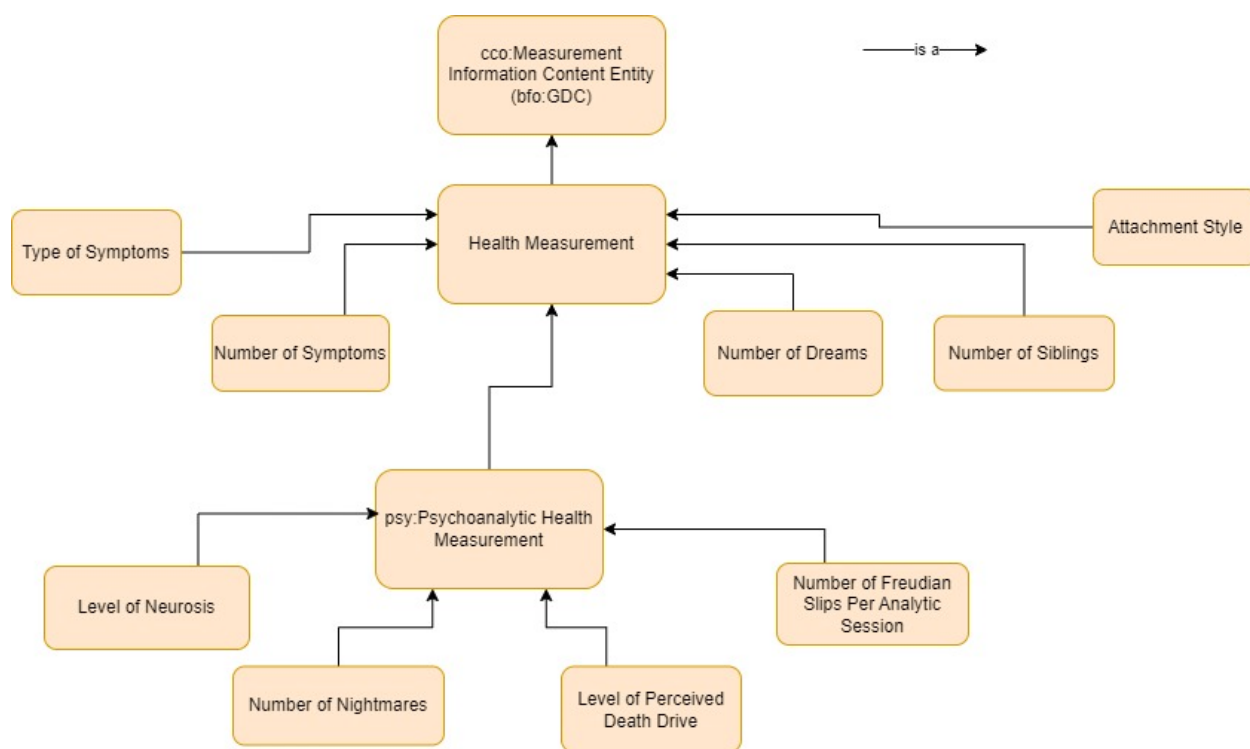 cco:Measurement
Information Content Entity
(bfo:GDC)
is a
Type of Symptoms
Health Measurement
Attachment Style
Number of Symptoms
Number of Dreams
Number of Siblings
psy:Psychoanalytic Health
Measurement
Level of Neurosis
Number of Freudian
Slips Per Analytic
Session
Number of Nightmares
Level of Perceived
Death Drive